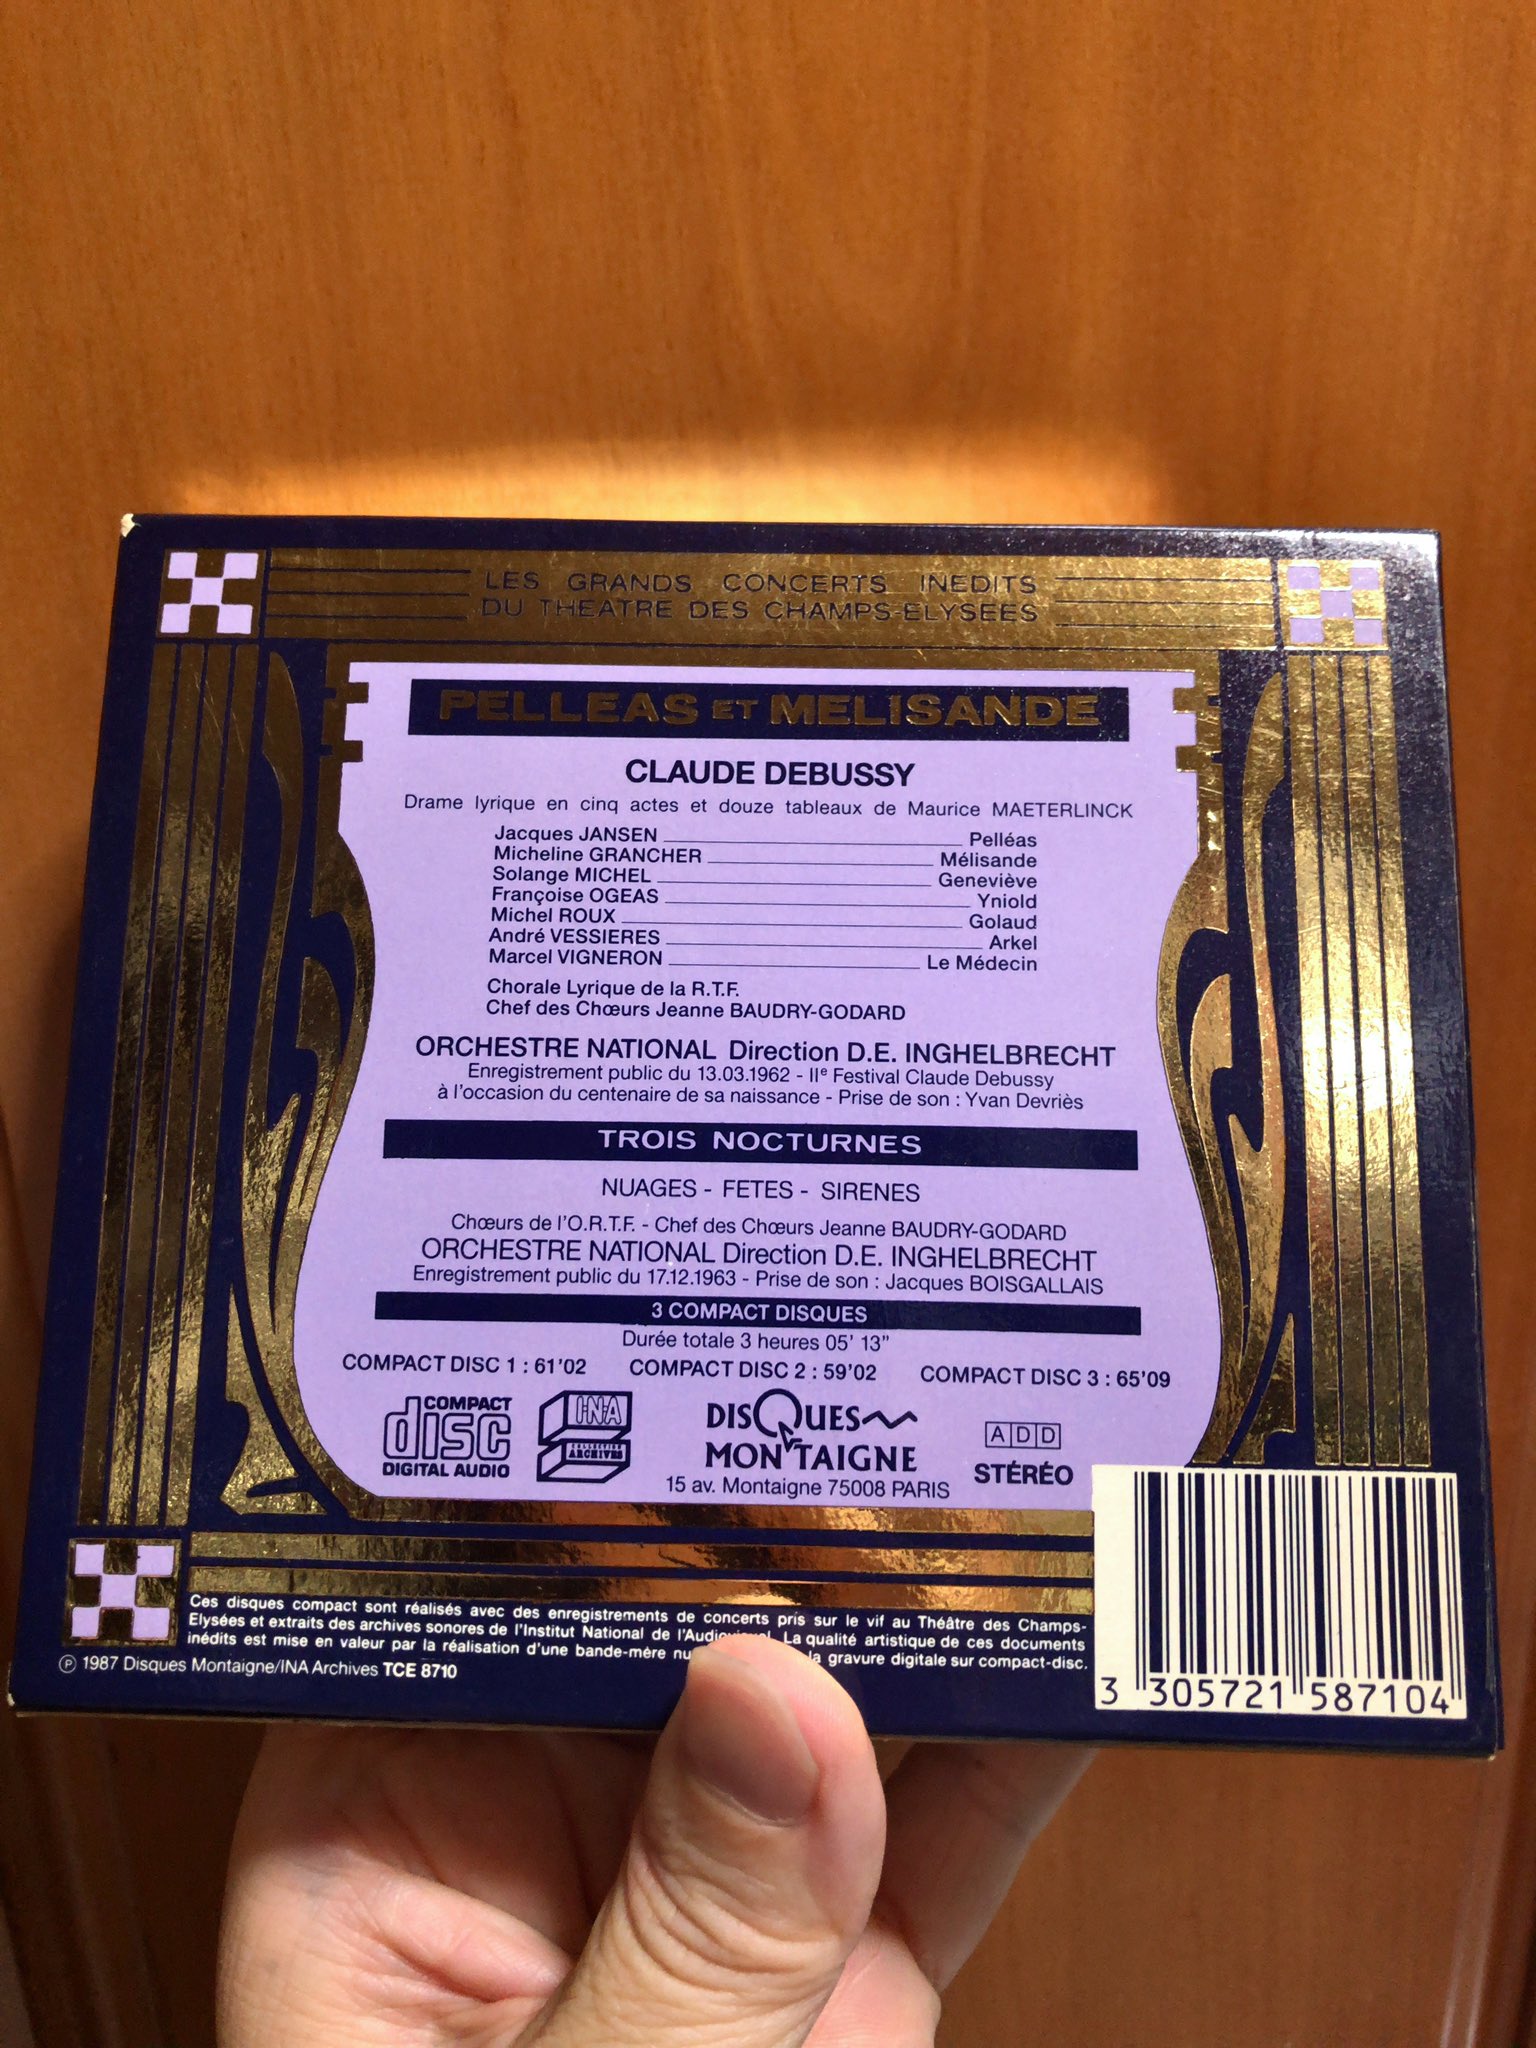 LES GRANDS CONCERTS INEDITS
DU THEATRE DES CHAMPS-ELYSEES
PELLEAS ET MELISANDE
CLAUDE DEBUSSY
Drame lyrique en cinq actes et douze tableaux de Maurice MAETERLINCK
Jacques JANSEN Pelléas
Micheline GRANCHER Mélisande
Solange MICHEL Geneviève
Françoise OGEAS Yniold
Michel ROUX Golaud
André VESSIERES Arkel
Marcel VIGNERON Le Médecin
Chorale Lyrique de la R.T.F.
Chef des Chœurs Jeanne BAUDRY-GODARD
ORCHESTRE NATIONAL Direction D.E. INGHELBRECHT
Enregistrement public du 13.03.1962 - IIe Festival Claude Debussy
à l'occasion du centenaire de sa naissance - Prise de son : Yvan Devriès
TROIS NOCTURNES
NUAGES - FETES - SIRENES
Chœurs de l'O.R.T.F. - Chef des Chœurs Jeanne BAUDRY-GODARD
ORCHESTRE NATIONAL Direction D.E. INGHELBRECHT
Enregistrement public du 17.12.1963 - Prise de son : Jacques BOISGALLAIS
3 COMPACT DISQUES
Durée totale 3 heures 05' 13"
COMPACT DISC 1 : 61'02 COMPACT DISC 2 : 59'02 COMPACT DISC 3 : 65'09
COMPACT disc DIGITAL AUDIO
INA COLLECTION ARCHIVES
DISQUES MONTAIGNE
15 av. Montaigne 75008 PARIS
ADD
STÉRÉO
Ces disques compact sont réalisés avec des enregistrements de concerts pris sur le vif au Théâtre des Champs-
Elysées et extraits des archives sonores de l'Institut National de l' La qualité artistique de ces documents
inédits est mise en valeur par la réalisation d'une bande-mère la gravure digitale sur compact-disc.
℗ 1987 Disques Montaigne/INA Archives TCE 8710
3 305721 587104